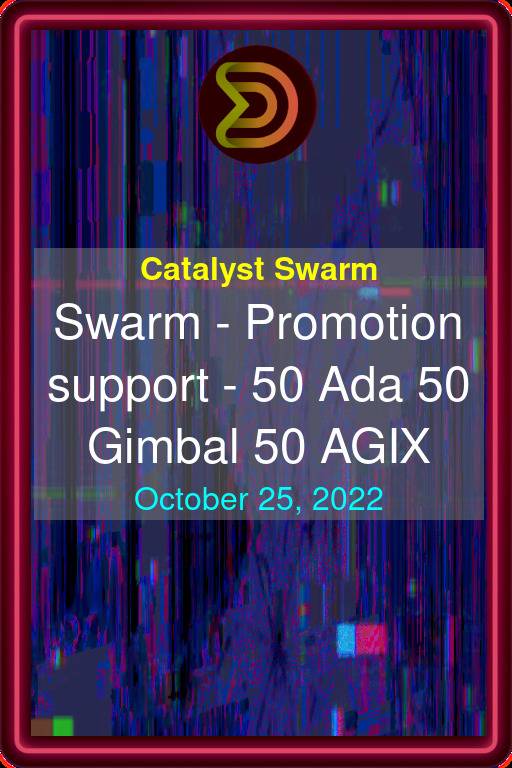 Catalyst Swarm
Swarm - Promotion
support - 50 Ada 50
Gimbal 50 AGIX
October 25, 2022